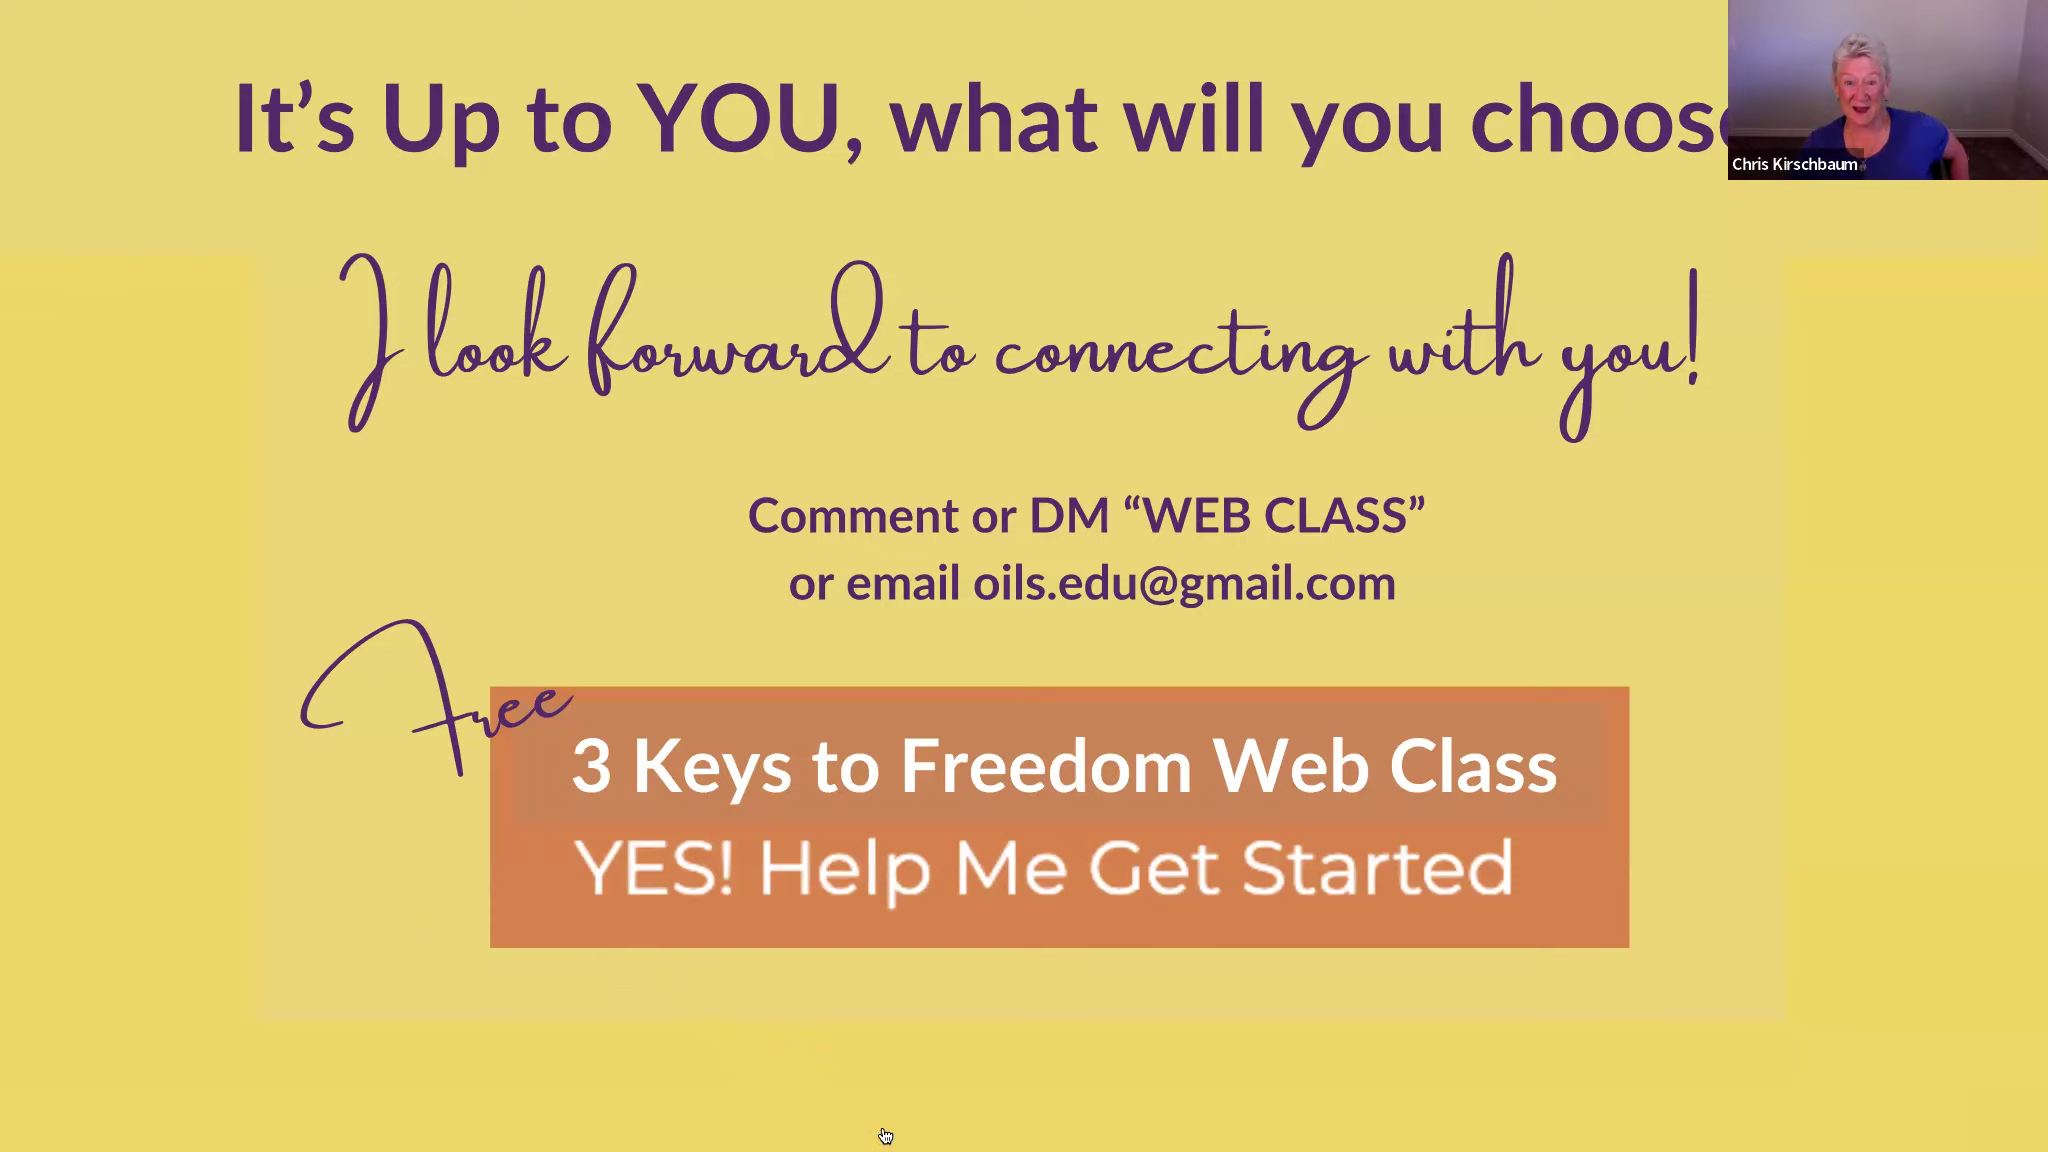 It’s Up to YOU, what will you choose
Chris Kirschbaum
I look forward to connecting with you!
Comment or DM “WEB CLASS”
or email oils.edu@gmail.com
Free
3 Keys to Freedom Web Class
YES! Help Me Get Started